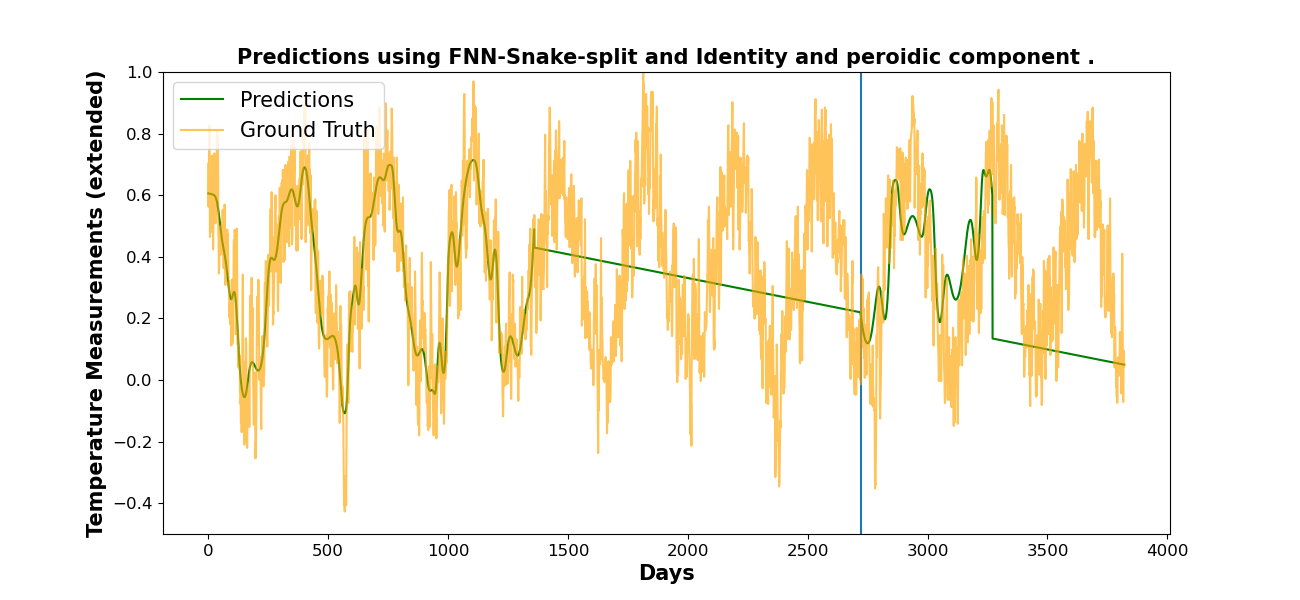 Predictions using FNN-Snake-split and Identity and peroidic component .
Temperature Measurements (extended)
1.0
0.8
0.6
0.4
0.2
0.0
−0.2
−0.4
Predictions
Ground Truth
0 500 1000 1500 2000 2500 3000 3500 4000
Days